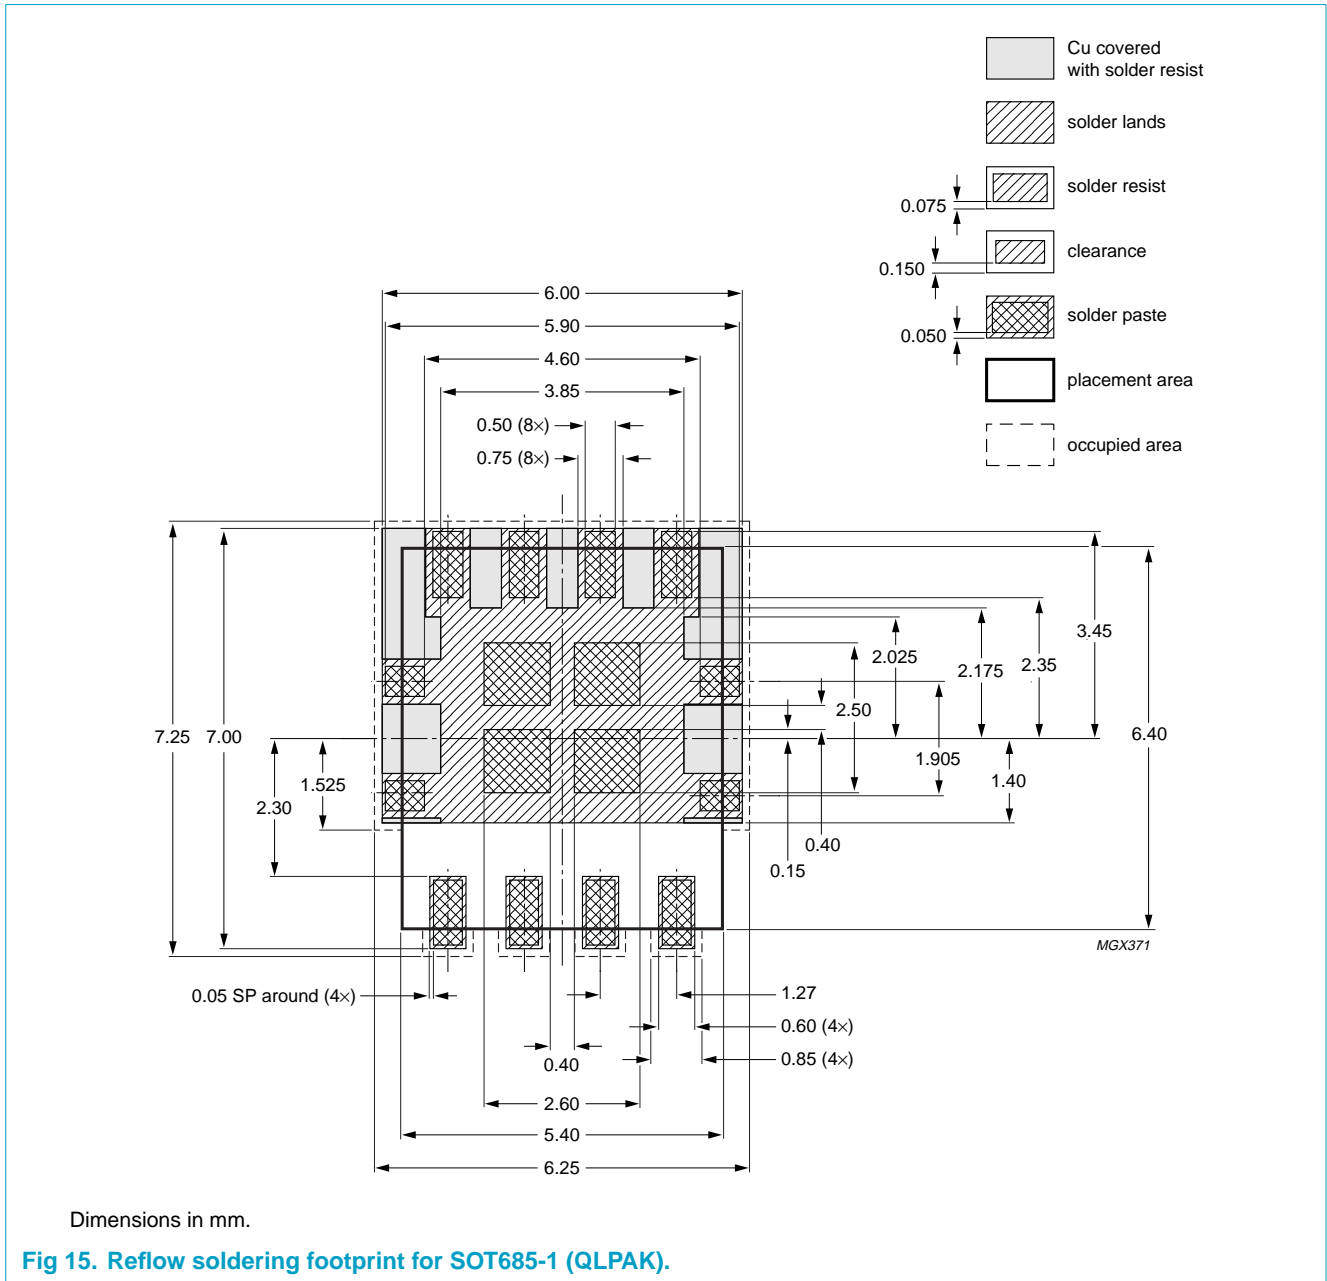 Cu covered
with solder resist
solder lands
solder resist
0.075
clearance
0.150
solder paste
0.050
placement area
occupied area
6.00
5.90
4.60
3.85
0.50 (8×)
0.75 (8×)
7.25
7.00
2.30
1.525
2.50
0.15
0.40
2.025
1.905
2.175
2.35
1.40
3.45
6.40
MGX371
0.05 SP around (4×)
1.27
0.60 (4×)
0.85 (4×)
0.40
2.60
5.40
6.25
Dimensions in mm.
Fig 15. Reflow soldering footprint for SOT685-1 (QLPAK).